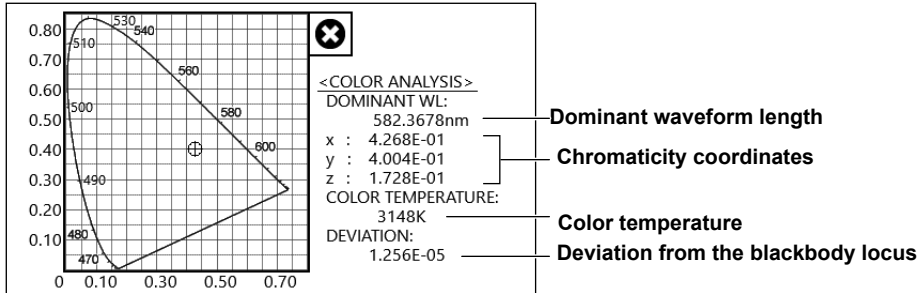 0.80
0.70
0.60
0.50
0.40
0.30
0.20
0.10
0 0.10 0.30 0.50 0.70
530
540
510
560
500
580
600
490
480
470
<COLOR ANALYSIS>
DOMINANT WL:
582.3678nm
x : 4.268E-01
y : 4.004E-01
z : 1.728E-01
COLOR TEMPERATURE:
3148K
DEVIATION:
1.256E-05
Dominant waveform length
Chromaticity coordinates
Color temperature
Deviation from the blackbody locus